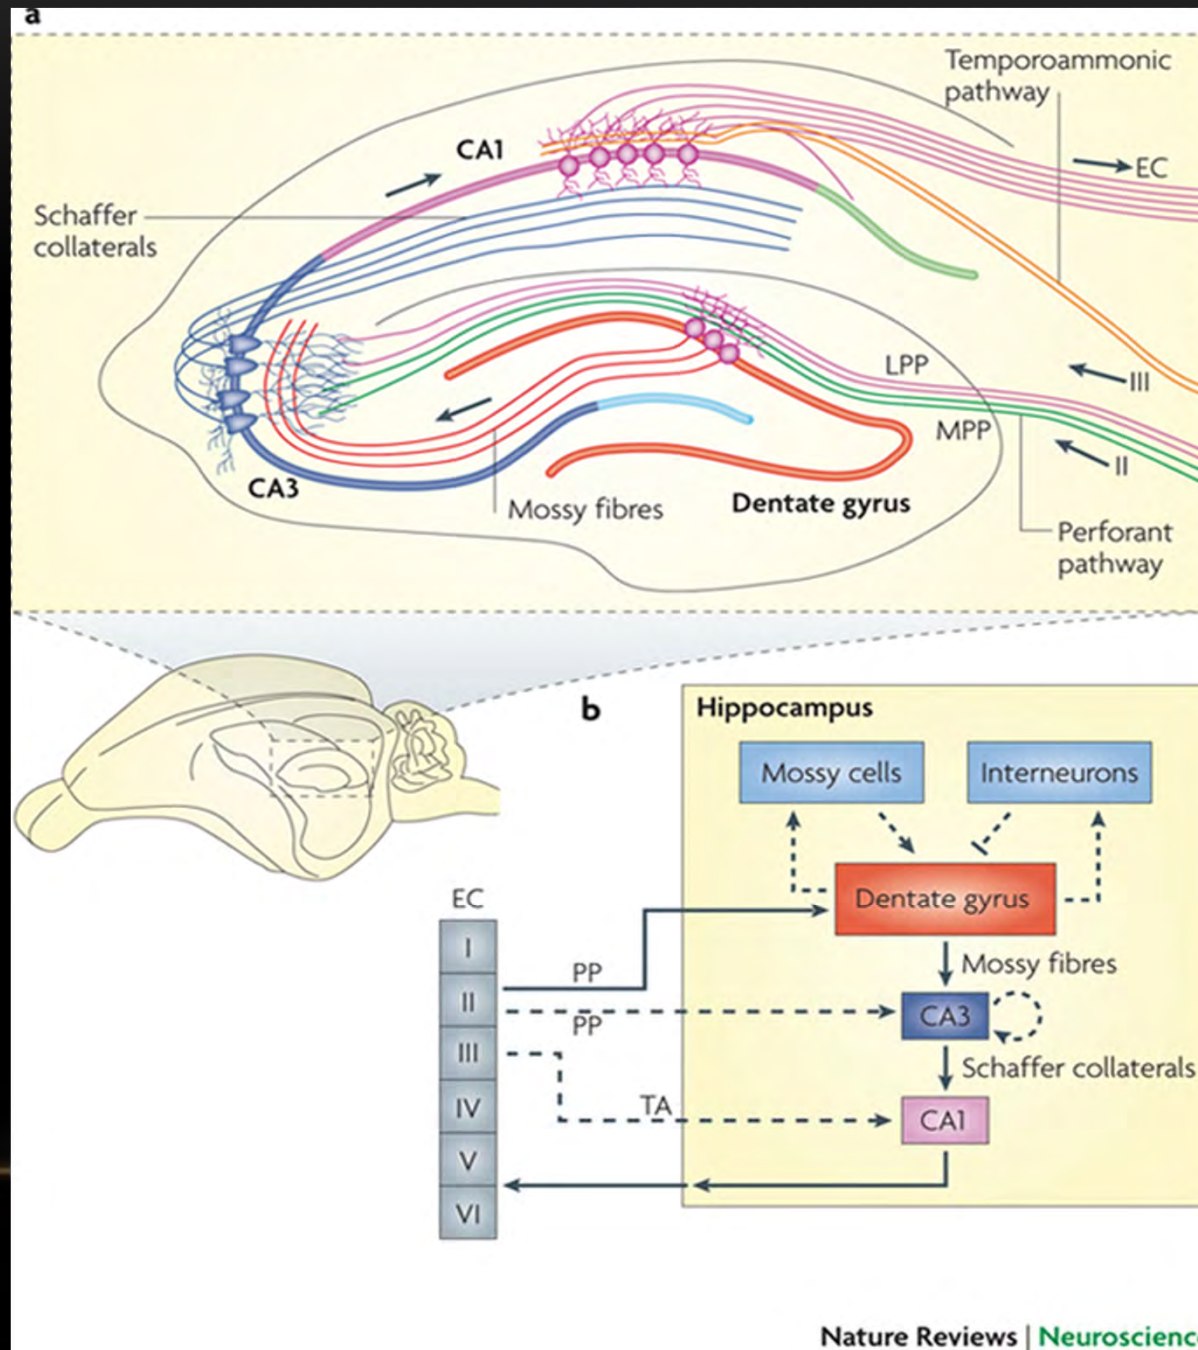 a
Temporoammonic
pathway
CA1
EC
Schaffer
collaterals
LPP
III
MPP
II
CA3
Mossy fibres
Dentate gyrus
Perforant
pathway
b
Hippocampus
Mossy cells
Interneurons
EC
Dentate gyrus
I
PP
Mossy fibres
II
CA3
PP
III
Schaffer collaterals
IV
TA
CA1
V
VI
Nature Reviews | Neuroscience